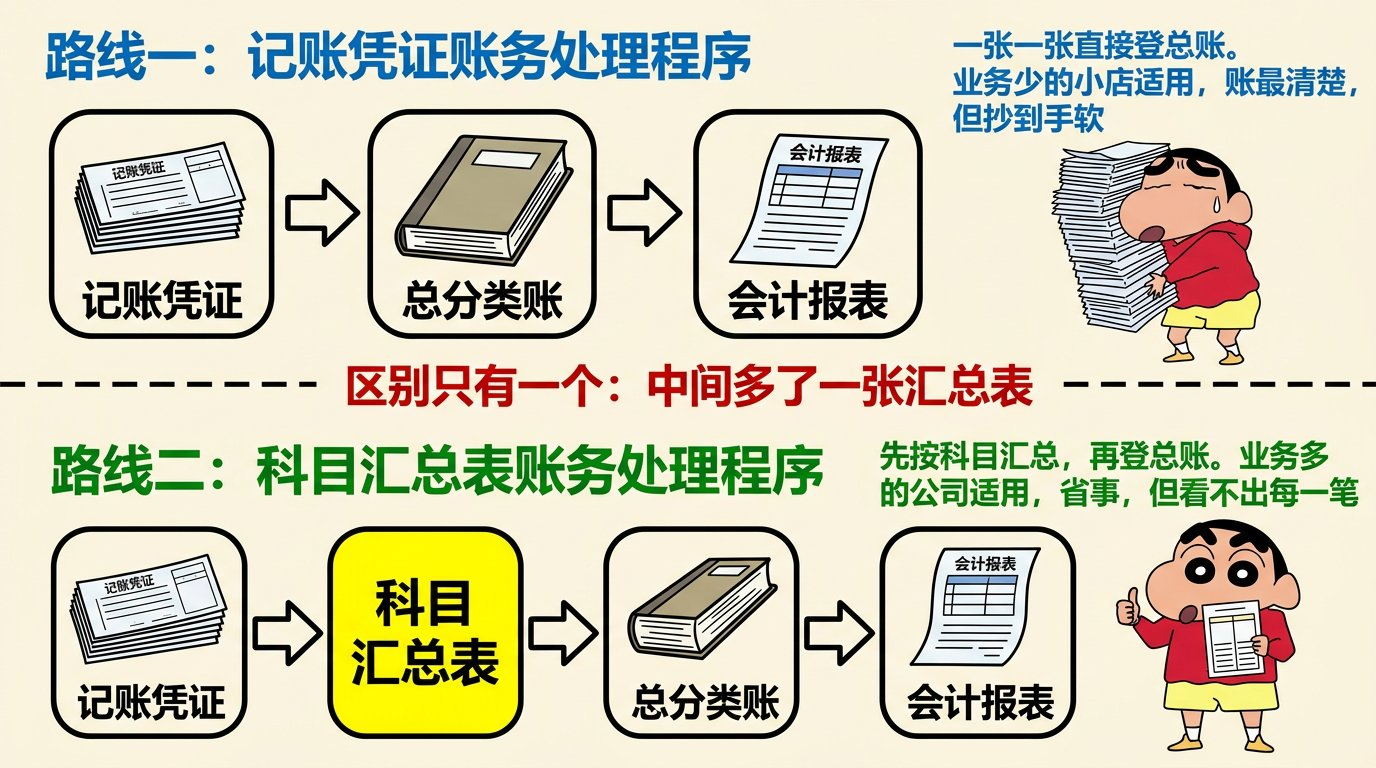 路线一：记账凭证账务处理程序
一张一张直接登总账。
业务少的小店适用，账最清楚，
但抄到手软
记账凭证
会计报表
记账凭证
总分类账
会计报表
区别只有一个：中间多了一张汇总表
路线二：科目汇总表账务处理程序
先按科目汇总，再登总账。业务多
的公司适用，省事，但看不出每一笔
记账凭证
科目
汇总表
会计报表
记账凭证
总分类账
会计报表